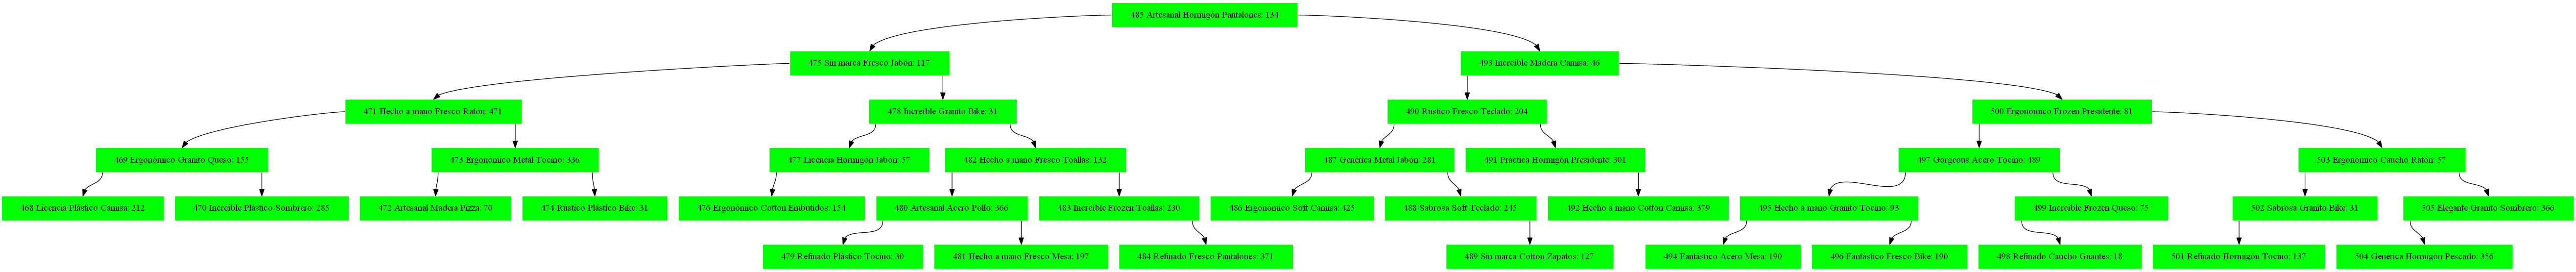 485 Artesanal Hormigón Pantalones: 134
475 Sin marca Fresco Jabón: 117
493 Increíble Madera Camisa: 46
471 Hecho a mano Fresco Ratón: 471
478 Increíble Granito Bike: 31
490 Rústico Fresco Teclado: 204
500 Ergonómico Frozen Presidente: 81
469 Ergonómico Granito Queso: 155
473 Ergonómico Metal Tocino: 336
477 Licencia Hormigón Jabón: 57
482 Hecho a mano Fresco Toallas: 132
487 Genérica Metal Jabón: 281
491 Práctica Hormigón Presidente: 301
497 Gorgeous Acero Tocino: 489
503 Ergonómico Caucho Ratón: 57
468 Licencia Plástico Camisa: 212
470 Increíble Plástico Sombrero: 285
472 Artesanal Madera Pizza: 70
474 Rústico Plástico Bike: 31
476 Ergonómico Cotton Embutidos: 154
480 Artesanal Acero Pollo: 366
483 Increíble Frozen Toallas: 230
486 Ergonómico Soft Camisa: 425
488 Sabrosa Soft Teclado: 245
492 Hecho a mano Cotton Camisa: 379
495 Hecho a mano Granito Tocino: 93
499 Increíble Frozen Queso: 75
502 Sabrosa Granito Bike: 31
505 Elegante Granito Sombrero: 366
479 Refinado Plástico Tocino: 30
481 Hecho a mano Fresco Mesa: 197
484 Refinado Fresco Pantalones: 371
489 Sin marca Cotton Zapatos: 127
494 Fantástico Acero Mesa: 190
496 Fantástico Fresco Bike: 190
498 Refinado Caucho Guantes: 18
501 Refinado Hormigón Tocino: 137
504 Genérica Hormigón Pescado: 356